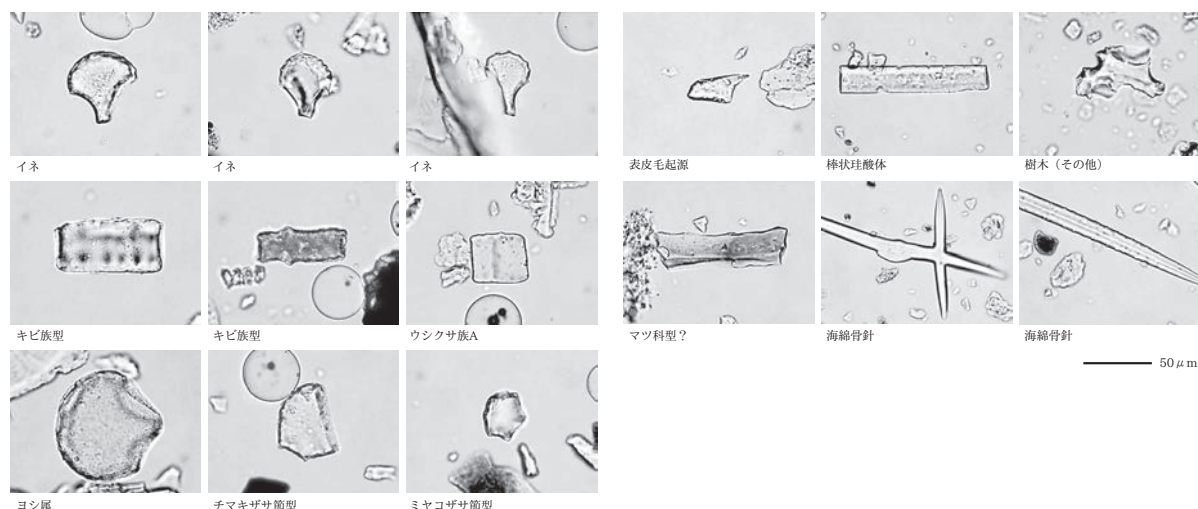 イネ
イネ
イネ
キビ族型
キビ族型
ウシクサ族A
ヨシ属
チマキザサ節型
ミヤコザサ節型
表皮毛起源
棒状珪酸体
樹木（その他）
マツ科型？
海綿骨針
海綿骨針
50μm